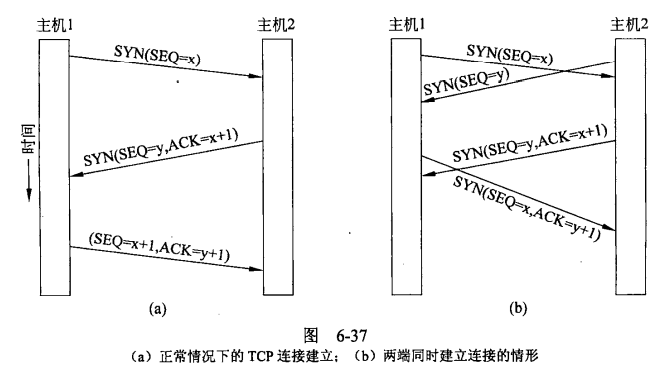 主机1
主机2
SYN(SEQ=x)
SYN(SEQ=y,ACK=x+1)
(SEQ=x+1,ACK=y+1)
时间
(a)
主机1
主机2
SYN(SEQ=x)
SYN(SEQ=y)
SYN(SEQ=y,ACK=x+1)
SYN(SEQ=x,ACK=y+1)
(b)
图 6-37
(a) 正常情况下的 TCP 连接建立; (b) 两端同时建立连接的情形